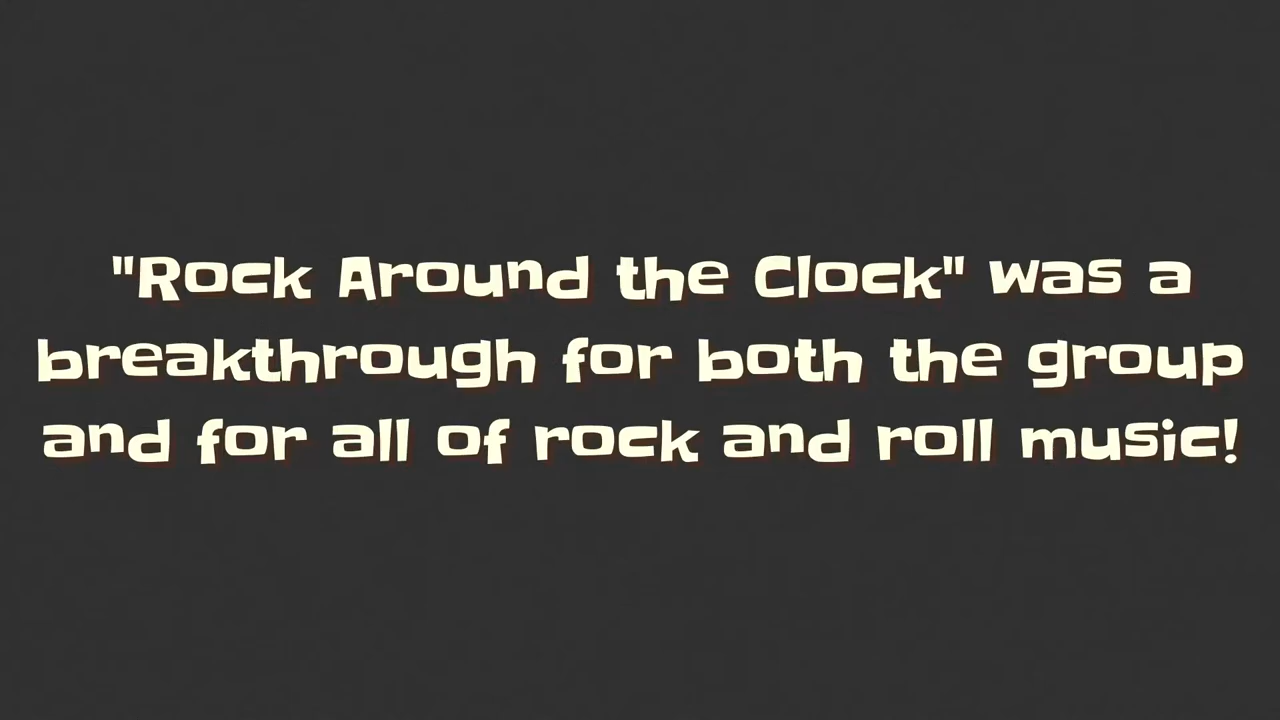 "Rock Around the Clock" was a
breakthrough for both the group
and for all of rock and roll music!